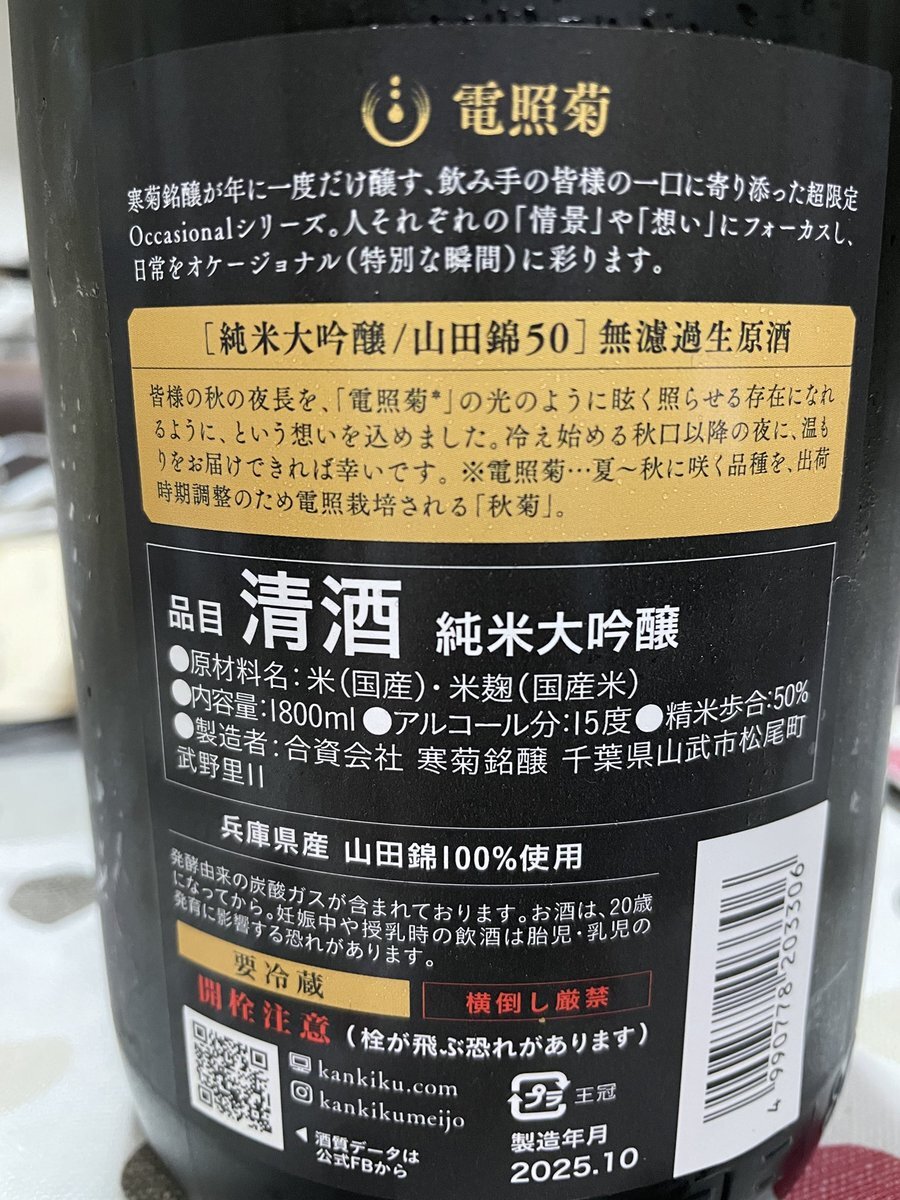 電照菊
寒菊銘醸が年に一度だけ醸す、飲み手の皆様の一口に寄り添った超限定
Occasionalシリーズ。人それぞれの「情景」や「想い」にフォーカスし、
日常をオケージョナル(特別な瞬間)に彩ります。
[純米大吟醸/山田錦50]無濾過生原酒
皆様の秋の夜長を、「電照菊*」の光のように眩く照らせる存在になれ
るように、という想いを込めました。冷え始める秋口以降の夜に、温も
りをお届けできれば幸いです。※電照菊…夏～秋に咲く品種を、出荷
時期調整のため電照栽培される「秋菊」。
品目 清酒 純米大吟醸
●原材料名:米(国産)・米麹(国産米)
●内容量:1800ml ●アルコール分:15度 ●精米歩合:50%
●製造者:合資会社 寒菊銘醸 千葉県山武市松尾町
武野里11
兵庫県産 山田錦100%使用
発酵由来の炭酸ガスが含まれております。お酒は、20歳
になってから。妊娠中や授乳時の飲酒は胎児・乳児の
発育に影響する恐れがあります。
要冷蔵
横倒し厳禁
開栓注意(栓が飛ぶ恐れがあります)
kankiku.com
kankikumeijo
◀酒質データは
公式FBから
プラ 王冠
製造年月
2025.10
4 990778 203306